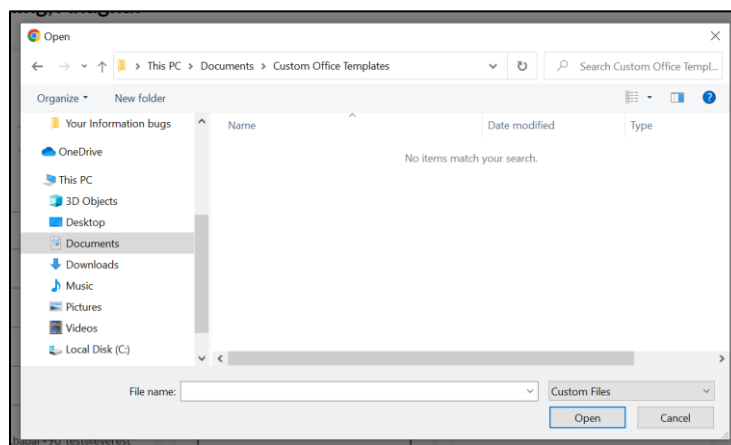 Open
This PC > Documents > Custom Office Templates
Search Custom Office Templ...
Organize
New folder
Your Information bugs
OneDrive
This PC
3D Objects
Desktop
Documents
Downloads
Music
Pictures
Videos
Local Disk (C:)
Name
Date modified
Type
No items match your search.
File name:
Custom Files
Open
Cancel